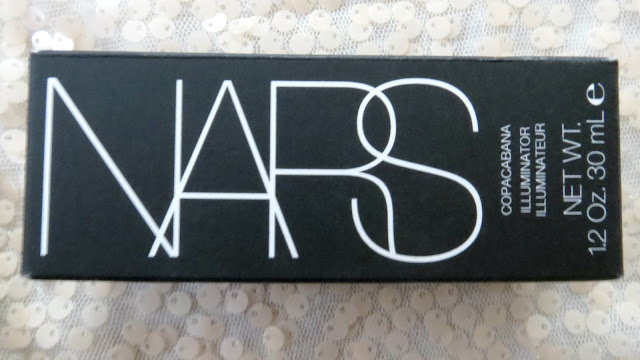 NARS
COPACABANA
ILLUMINATOR
ILLUMINATEUR
NET WT.
1.2 Oz. 30 mL e